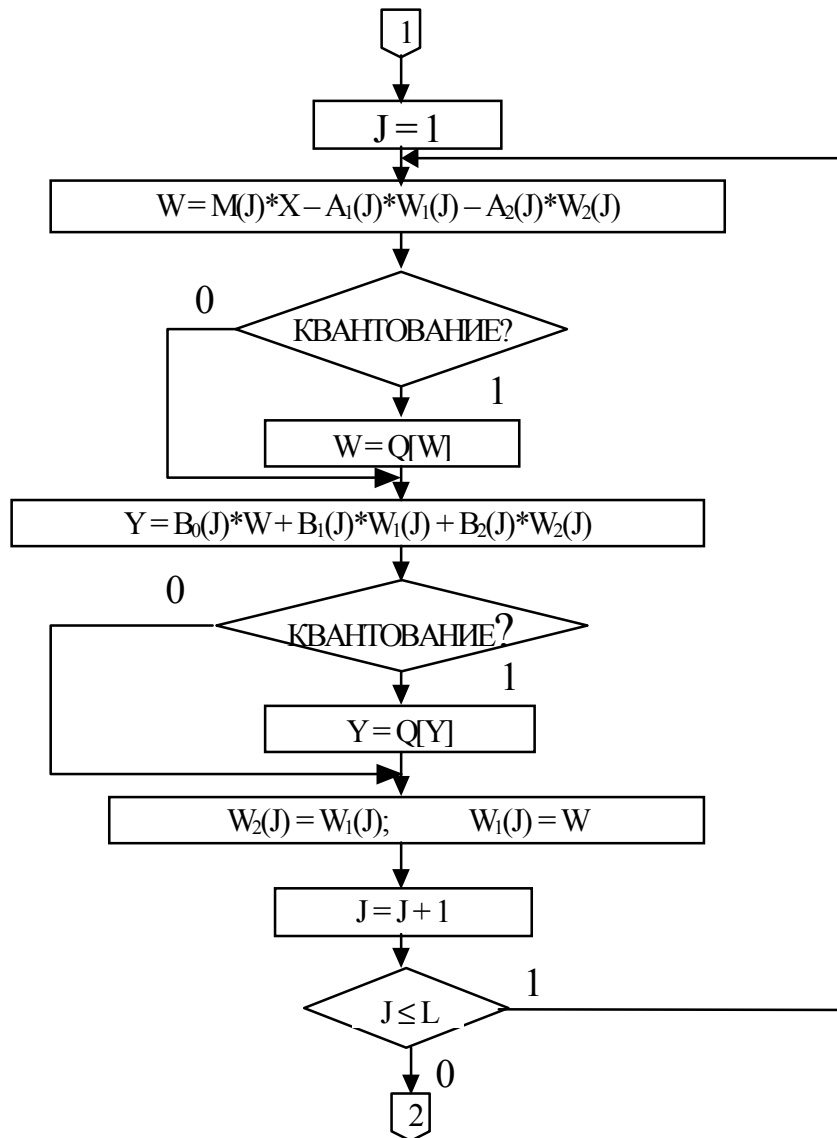 1
J = 1
W = M(J)*X – A₁(J)*W₁(J) – A₂(J)*W₂(J)
0
КВАНТОВАНИЕ?
1
W = Q[W]
Y = B₀(J)*W + B₁(J)*W₁(J) + B₂(J)*W₂(J)
0
КВАНТОВАНИЕ?
1
Y = Q[Y]
W₂(J) = W₁(J); W₁(J) = W
J = J + 1
1
J ≤ L
0
2